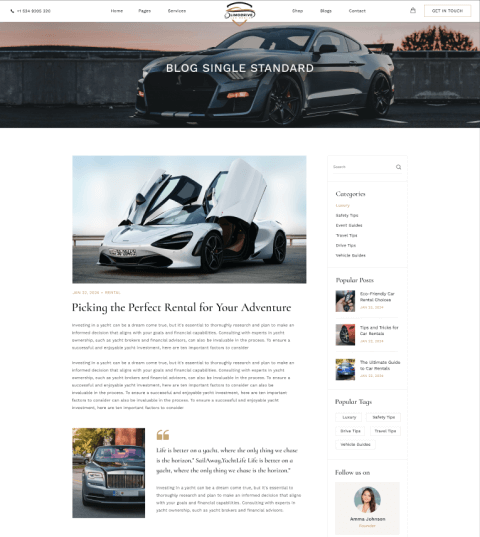 +1 524 8200 330
Home
Pages
Services
Shop
Blogs
Contact
GET IN TOUCH
BLOG SINGLE STANDARD
Search
Categories
Luxury
Safety Tips
Event Guides
Travel Tips
Drive Tips
Vehicle Guides
JAN 22, 2024 • RENTAL
Picking the Perfect Rental for Your Adventure
Investing in a yacht can be a dream come true, but it's essential to thoroughly research and plan to make an
informed decision that aligns with your goals and financial capabilities. Consulting with experts in yacht
ownership, such as yacht brokers and financial advisors, can also be invaluable in the process. To ensure a
successful and enjoyable yacht investment, here are ten important factors to consider
Investing in a yacht can be a dream come true, but it's essential to thoroughly research and plan to make an
informed decision that aligns with your goals and financial capabilities. Consulting with experts in yacht
ownership, such as yacht brokers and financial advisors, can also be invaluable in the process. To ensure a
successful and enjoyable yacht investment, here are ten important factors to consider can also be
invaluable in the process. To ensure a successful and enjoyable yacht investment, here are ten important
factors to consider can also be invaluable in the process. To ensure a successful and enjoyable yacht
investment, here are ten important factors to consider
Popular Posts
Eco-Friendly Car
Rental Choices
JAN 22, 2024
Tips and Tricks for
Car Rentals
JAN 22, 2024
The Ultimate Guide
to Car Rentals
JAN 22, 2024
Popular Tags
Luxury
Safety Tips
Drive Tips
Travel Tips
Vehicle Guides
Life is better on a yacht, where the only thing we chase
is the horizon." SailAway.YachtLife Life is better on a
yacht, where the only thing we chase is the horizon."
Investing in a yacht can be a dream come true, but it's essential to
thoroughly research and plan to make an informed decision that aligns
with your goals and financial capabilities. Consulting with experts in
yacht ownership, such as yacht brokers and financial advisors.
Follow us on
Amma Johnson
Founder